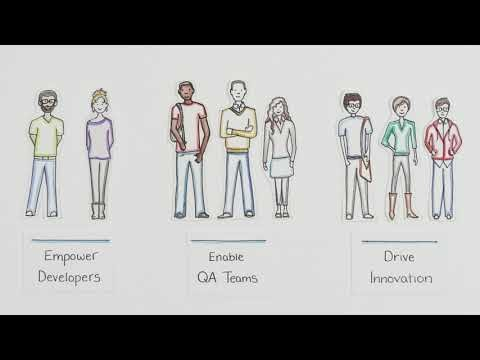 Empower
Developers
Enable
QA Teams
Drive
Innovation